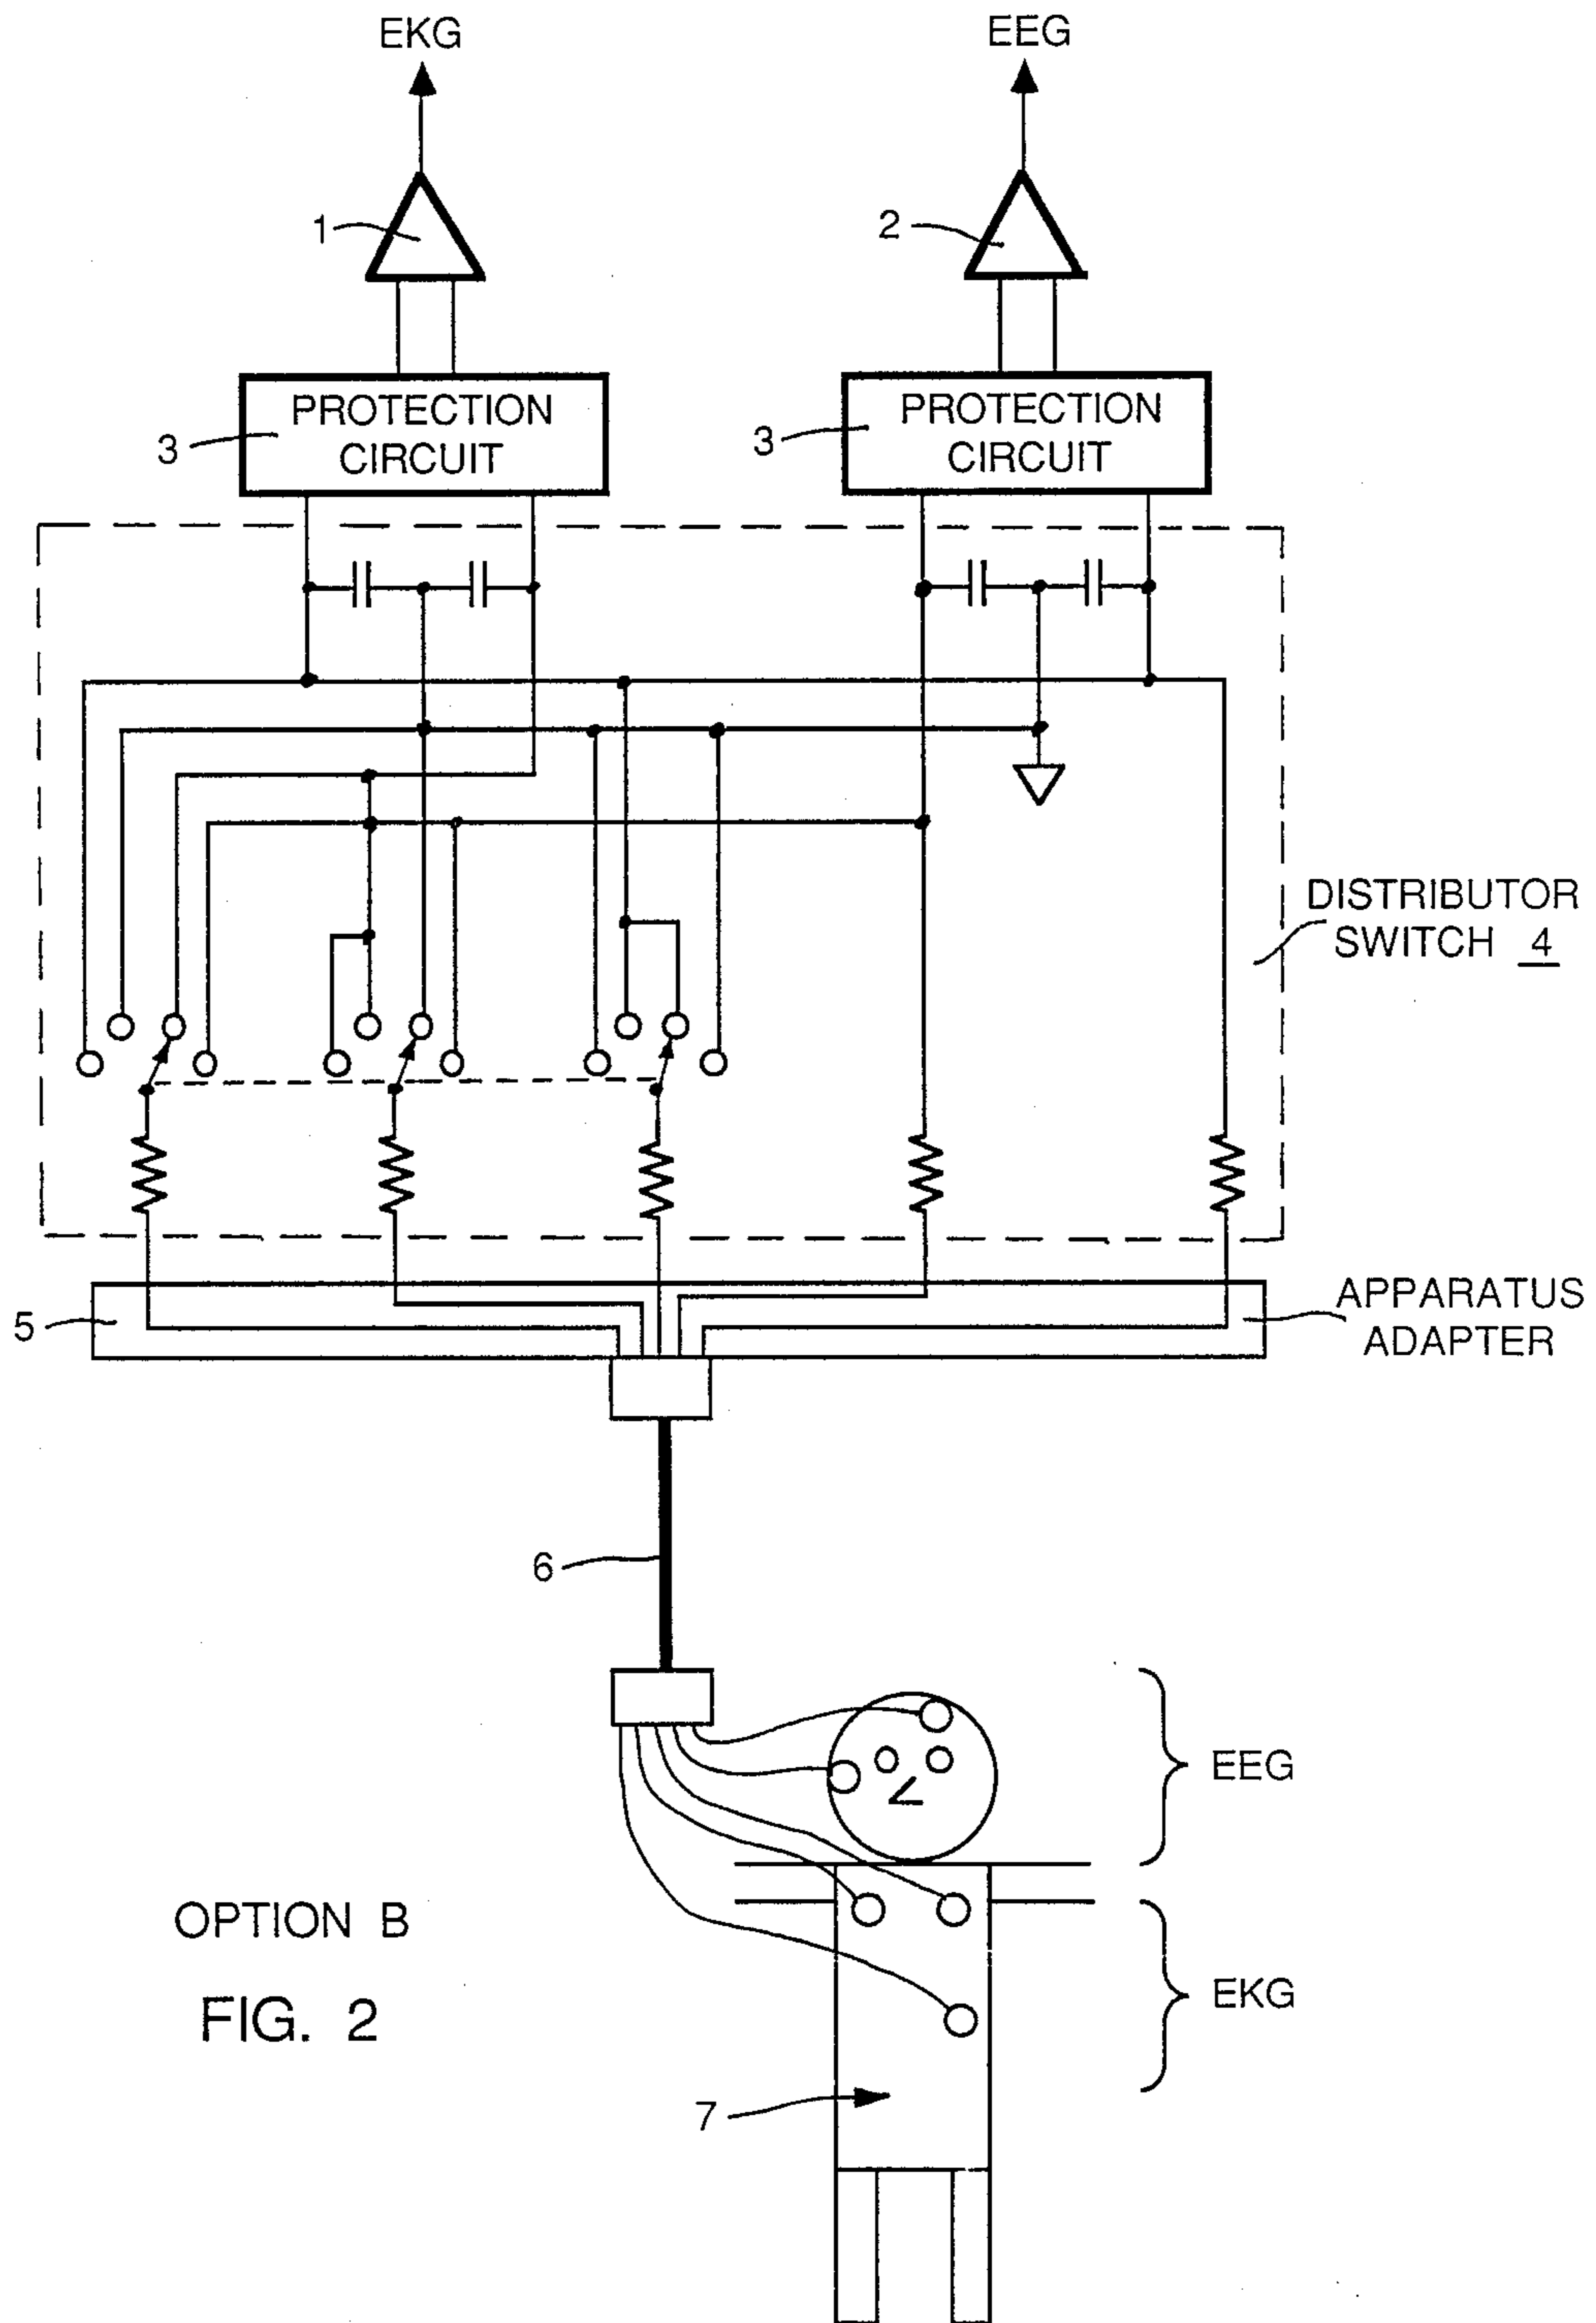 EKG
EEG
1
2
PROTECTION
CIRCUIT
3
PROTECTION
CIRCUIT
3
DISTRIBUTOR
SWITCH 4
5
APPARATUS
ADAPTER
6
EEG
OPTION B
EKG
FIG. 2
7